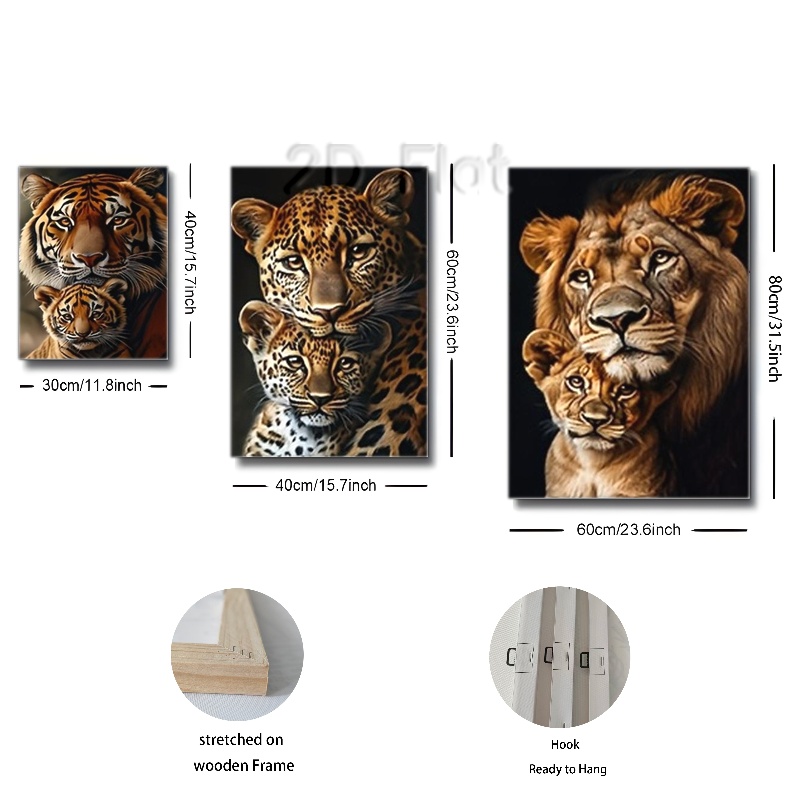 2D Flat
40cm/15.7inch
30cm/11.8inch
60cm/23.6inch
40cm/15.7inch
80cm/31.5inch
60cm/23.6inch
stretched on
wooden Frame
Hook
Ready to Hang